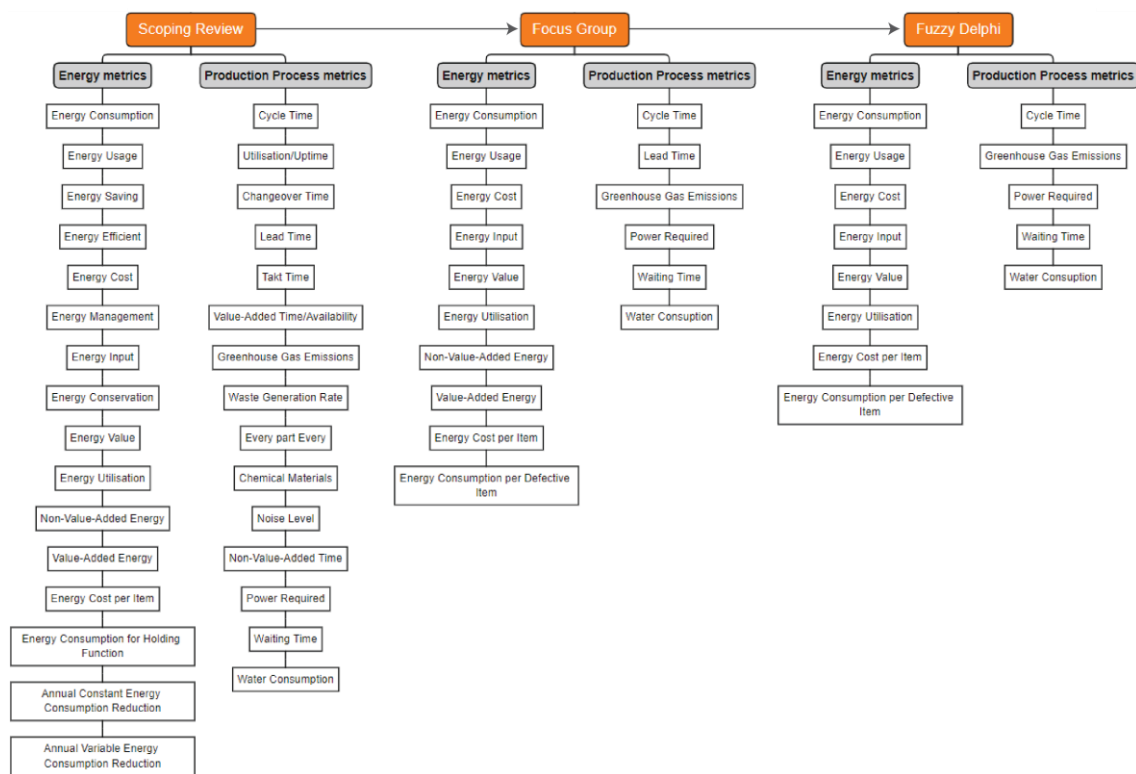 Scoping Review
Focus Group
Fuzzy Delphi
Energy metrics
Energy Consumption
Energy Usage
Energy Saving
Energy Efficient
Energy Cost
Energy Management
Energy Input
Energy Conservation
Energy Value
Energy Utilisation
Non-Value-Added Energy
Value-Added Energy
Energy Cost per Item
Energy Consumption for Holding
Function
Annual Constant Energy
Consumption Reduction
Annual Variable Energy
Consumption Reduction
Production Process metrics
Cycle Time
Utilisation/Uptime
Changeover Time
Lead Time
Takt Time
Value-Added Time/Availability
Greenhouse Gas Emissions
Waste Generation Rate
Every part Every
Chemical Materials
Noise Level
Non-Value-Added Time
Power Required
Waiting Time
Water Consumption
Energy metrics
Energy Consumption
Energy Usage
Energy Cost
Energy Input
Energy Value
Energy Utilisation
Non-Value-Added Energy
Value-Added Energy
Energy Cost per Item
Energy Consumption per Defective
Item
Production Process metrics
Cycle Time
Lead Time
Greenhouse Gas Emissions
Power Required
Waiting Time
Water Consuption
Energy metrics
Energy Consumption
Energy Usage
Energy Cost
Energy Input
Energy Value
Energy Utilisation
Energy Cost per Item
Energy Consumption per Defective
Item
Production Process metrics
Cycle Time
Greenhouse Gas Emissions
Power Required
Waiting Time
Water Consuption